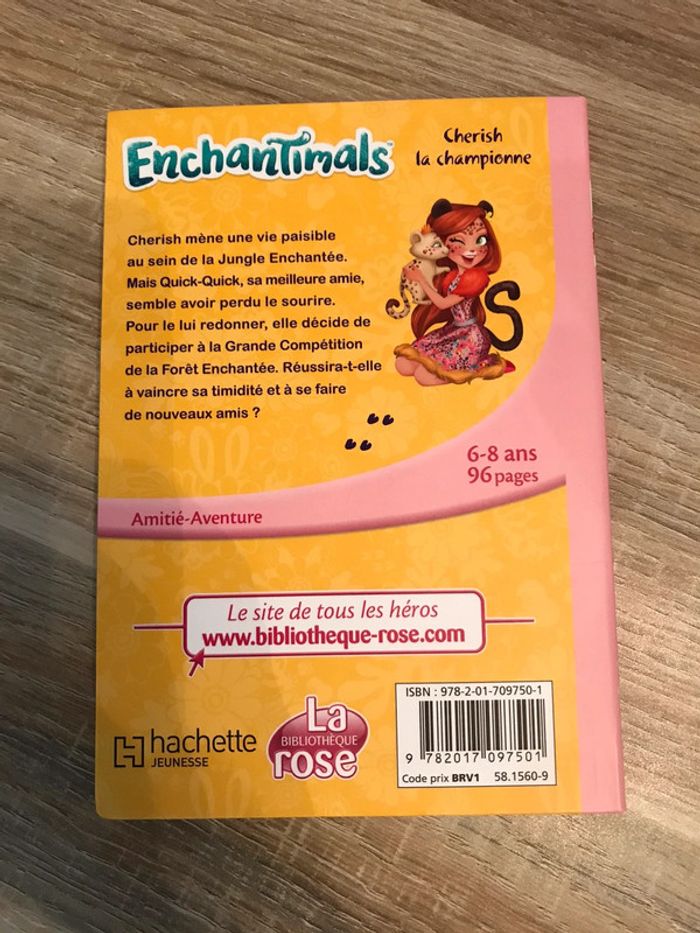 EnchanTimals™
Cherish
la championne
Cherish mène une vie paisible
au sein de la Jungle Enchantée.
Mais Quick-Quick, sa meilleure amie,
semble avoir perdu le sourire.
Pour le lui redonner, elle décide de
participer à la Grande Compétition
de la Forêt Enchantée. Réussira-t-elle
à vaincre sa timidité et à se faire
de nouveaux amis ?
6-8 ans
96 pages
Amitié-Aventure
Le site de tous les héros
www.bibliotheque-rose.com
hachette
JEUNESSE
La
BIBLIOTHÈQUE
rose
ISBN : 978-2-01-709750-1
9 782017 097501
Code prix BRV1 58.1560-9